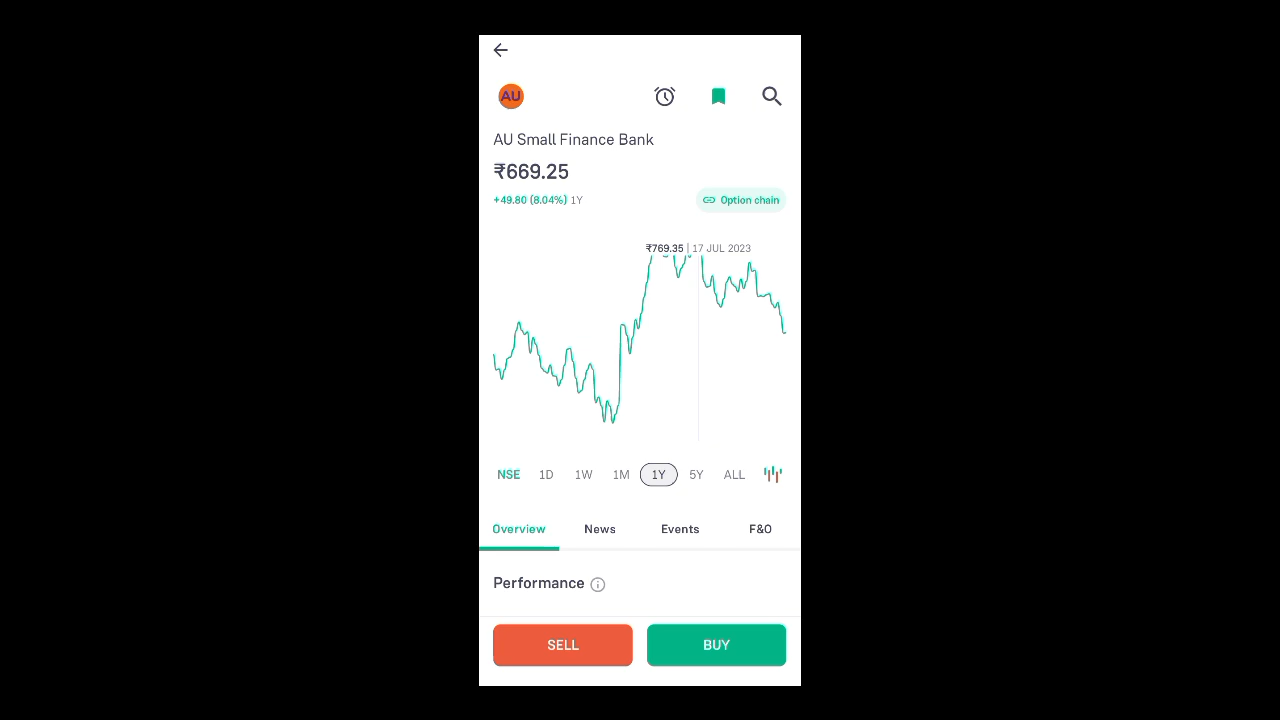 AU
AU Small Finance Bank
₹669.25
+49.80 (8.04%) 1Y
Option chain
₹769.35 | 17 JUL 2023
NSE 1D 1W 1M 1Y 5Y ALL
Overview News Events F&O
Performance
SELL BUY